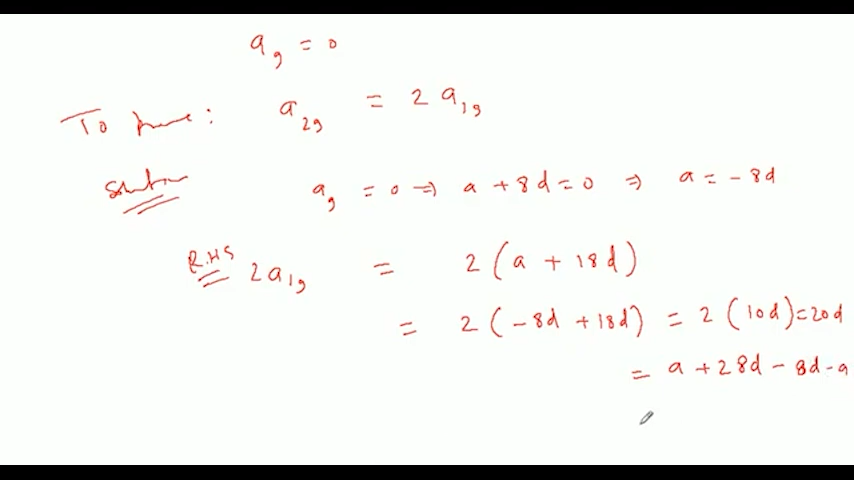 a₉ = 0
To prove : a₂₉ = 2 a₁₉
Solution
a₉ = 0 ⇒ a + 8d = 0 ⇒ a = -8d
R.H.S 2a₁₉ = 2 (a + 18d)
= 2 (-8d + 18d) = 2 (10d) = 20d
= a + 28d - 8d - a